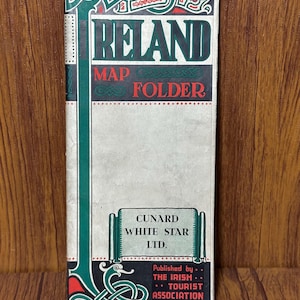 IRELAND
MAP
FOLDER
CUNARD
WHITE STAR
LTD.
Published by
THE IRISH
TOURIST
ASSOCIATION